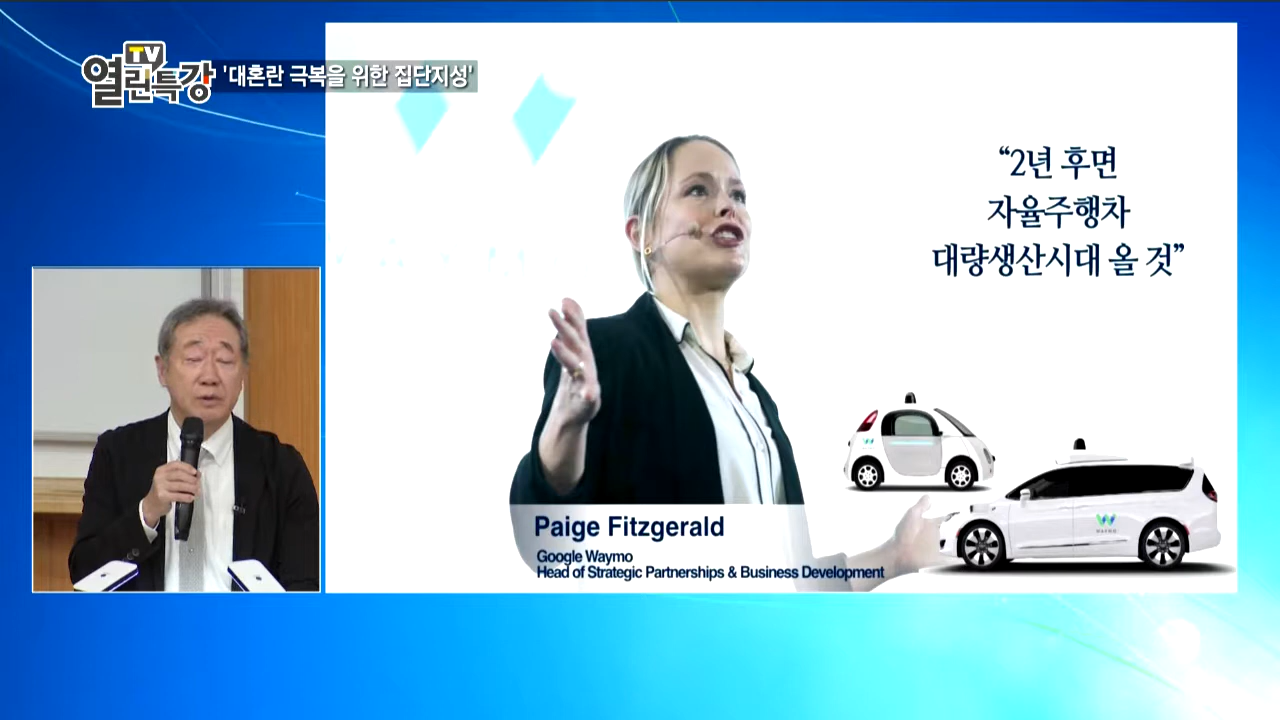 TV
열린특강
'대혼란 극복을 위한 집단지성'
“2년 후면
자율주행차
대량생산시대 올 것”
Paige Fitzgerald
Google Waymo
Head of Strategic Partnerships & Business Development